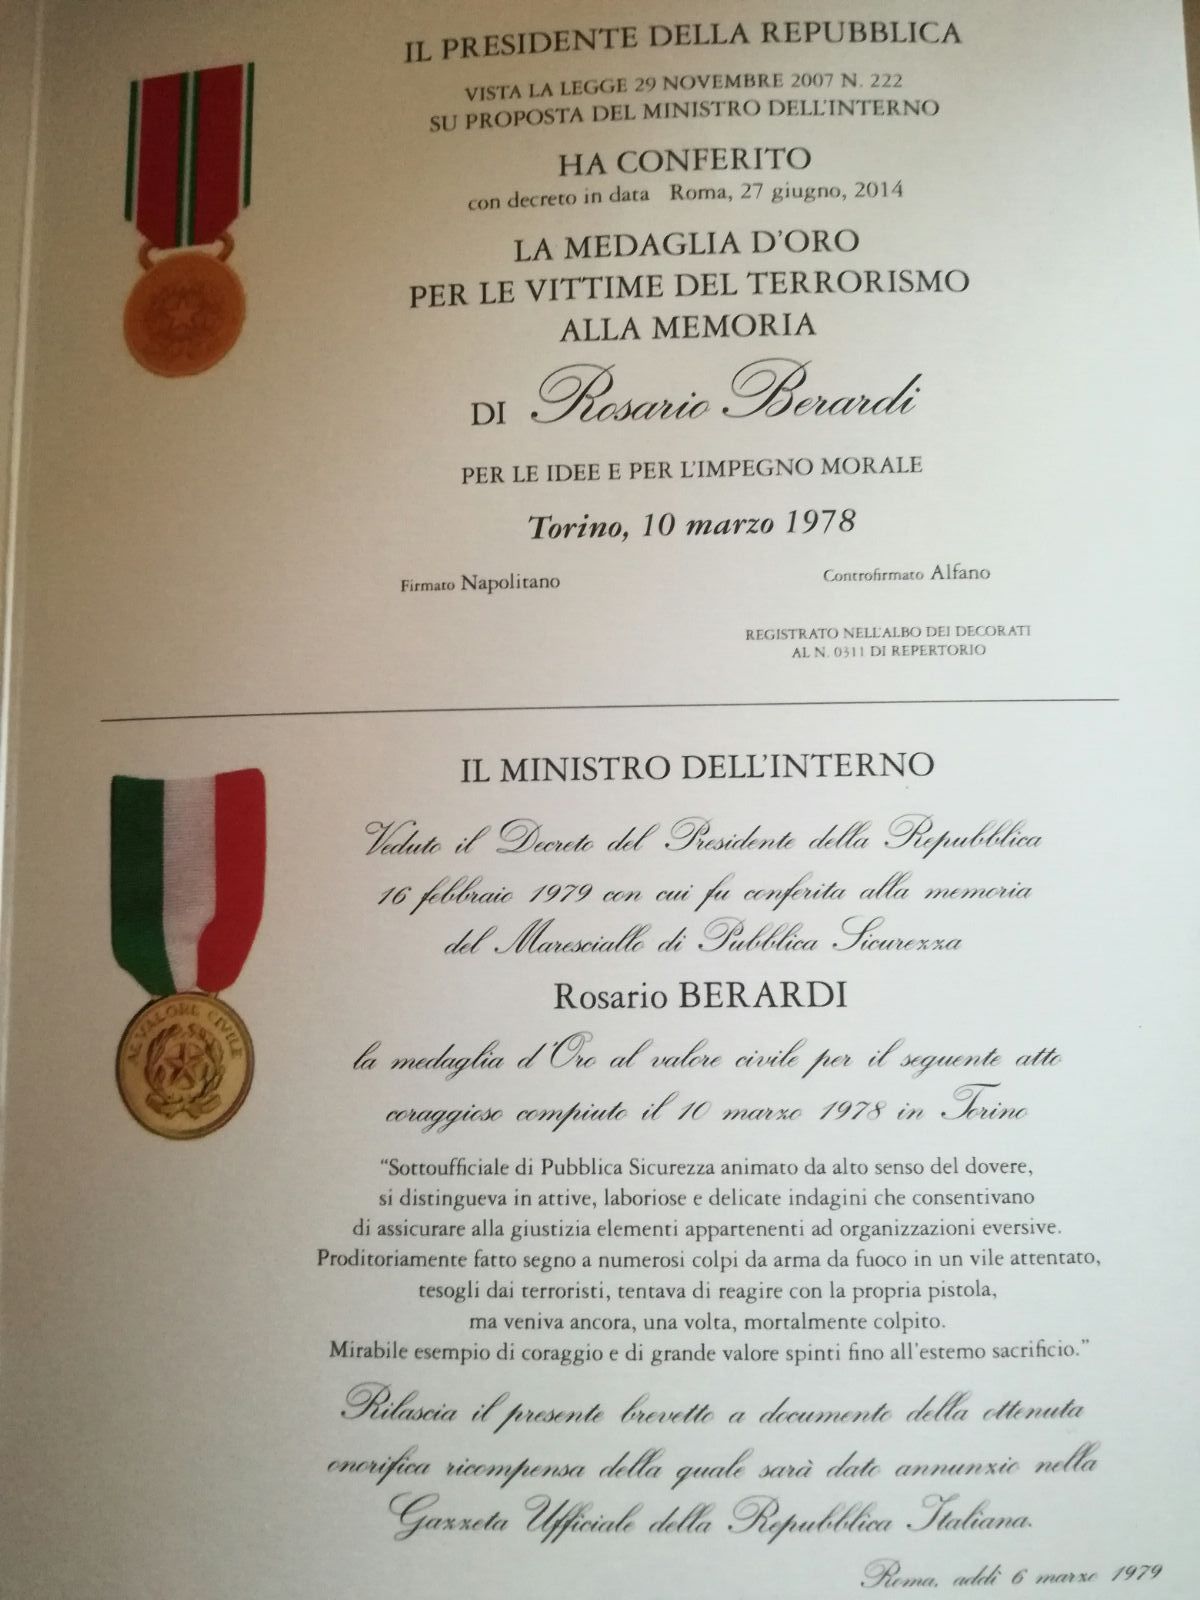 IL PRESIDENTE DELLA REPUBBLICA
VISTA LA LEGGE 29 NOVEMBRE 2007 N. 222
SU PROPOSTA DEL MINISTRO DELL'INTERNO
HA CONFERITO
con decreto in data Roma, 27 giugno, 2014
LA MEDAGLIA D'ORO
PER LE VITTIME DEL TERRORISMO
ALLA MEMORIA
DI Rosario Berardi
PER LE IDEE E PER L'IMPEGNO MORALE
Torino, 10 marzo 1978
Firmato Napolitano
Controfirmato Alfano
REGISTRATO NELL'ALBO DEI DECORATI
AL N. 0311 DI REPERTORIO
IL MINISTRO DELL'INTERNO
Veduto il Decreto del Presidente della Repubblica
16 febbraio 1979 con cui fu conferita alla memoria
del Maresciallo di Pubblica Sicurezza
Rosario BERARDI
AL VALORE CIVILE
la medaglia d'Oro al valore civile per il seguente atto
coraggioso compiuto il 10 marzo 1978 in Torino
“Sottoufficiale di Pubblica Sicurezza animato da alto senso del dovere,
si distingueva in attive, laboriose e delicate indagini che consentivano
di assicurare alla giustizia elementi appartenenti ad organizzazioni eversive.
Proditoriamente fatto segno a numerosi colpi da arma da fuoco in un vile attentato,
tesogli dai terroristi, tentava di reagire con la propria pistola,
ma veniva ancora, una volta, mortalmente colpito.
Mirabile esempio di coraggio e di grande valore spinti fino all'estemo sacrificio.”
Rilascia il presente brevetto a documento della ottenuta
onorifica ricompensa della quale sarà dato annunzio nella
Gazzeta Ufficiale della Repubblica Italiana.
Roma, addì 6 marzo 1979